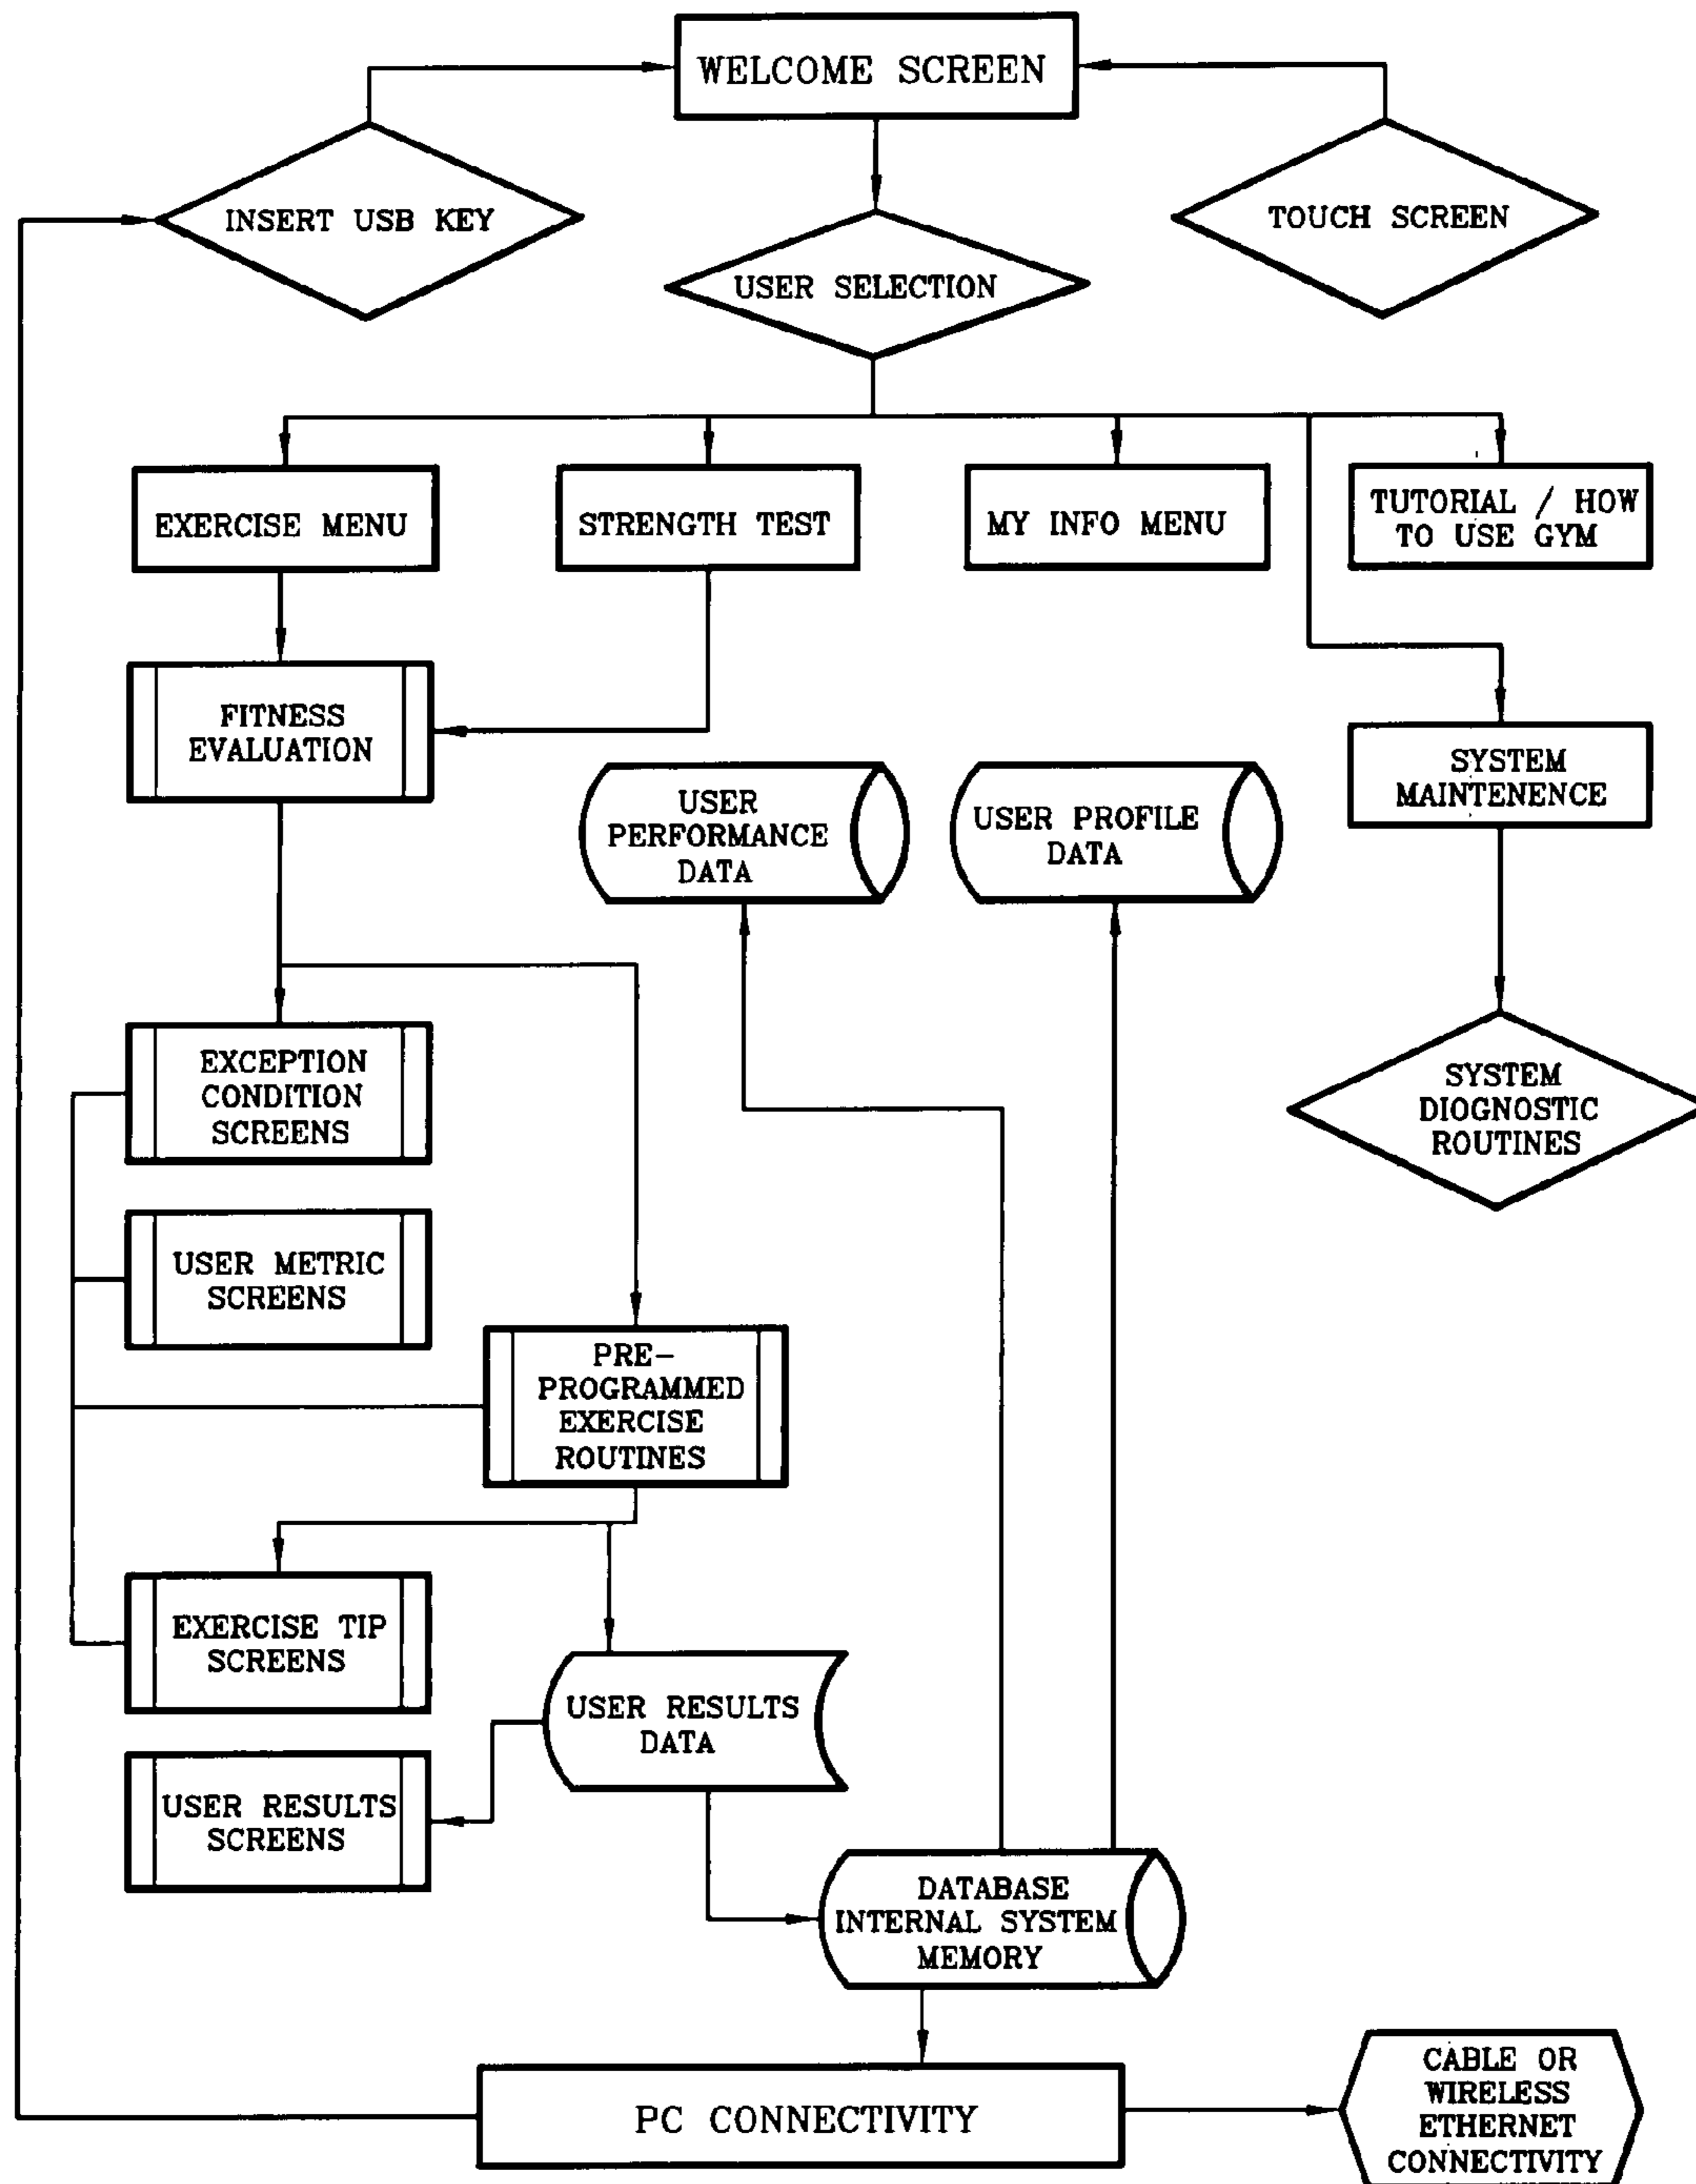 WELCOME SCREEN
INSERT USB KEY
TOUCH SCREEN
USER SELECTION
EXERCISE MENU
STRENGTH TEST
MY INFO MENU
TUTORIAL / HOW
TO USE GYM
FITNESS
EVALUATION
USER
PERFORMANCE
DATA
USER PROFILE
DATA
SYSTEM
MAINTENENCE
EXCEPTION
CONDITION
SCREENS
SYSTEM
DIOGNOSTIC
ROUTINES
USER METRIC
SCREENS
PRE-
PROGRAMMED
EXERCISE
ROUTINES
EXERCISE TIP
SCREENS
USER RESULTS
DATA
USER RESULTS
SCREENS
DATABASE
INTERNAL SYSTEM
MEMORY
PC CONNECTIVITY
CABLE OR
WIRELESS
ETHERNET
CONNECTIVITY